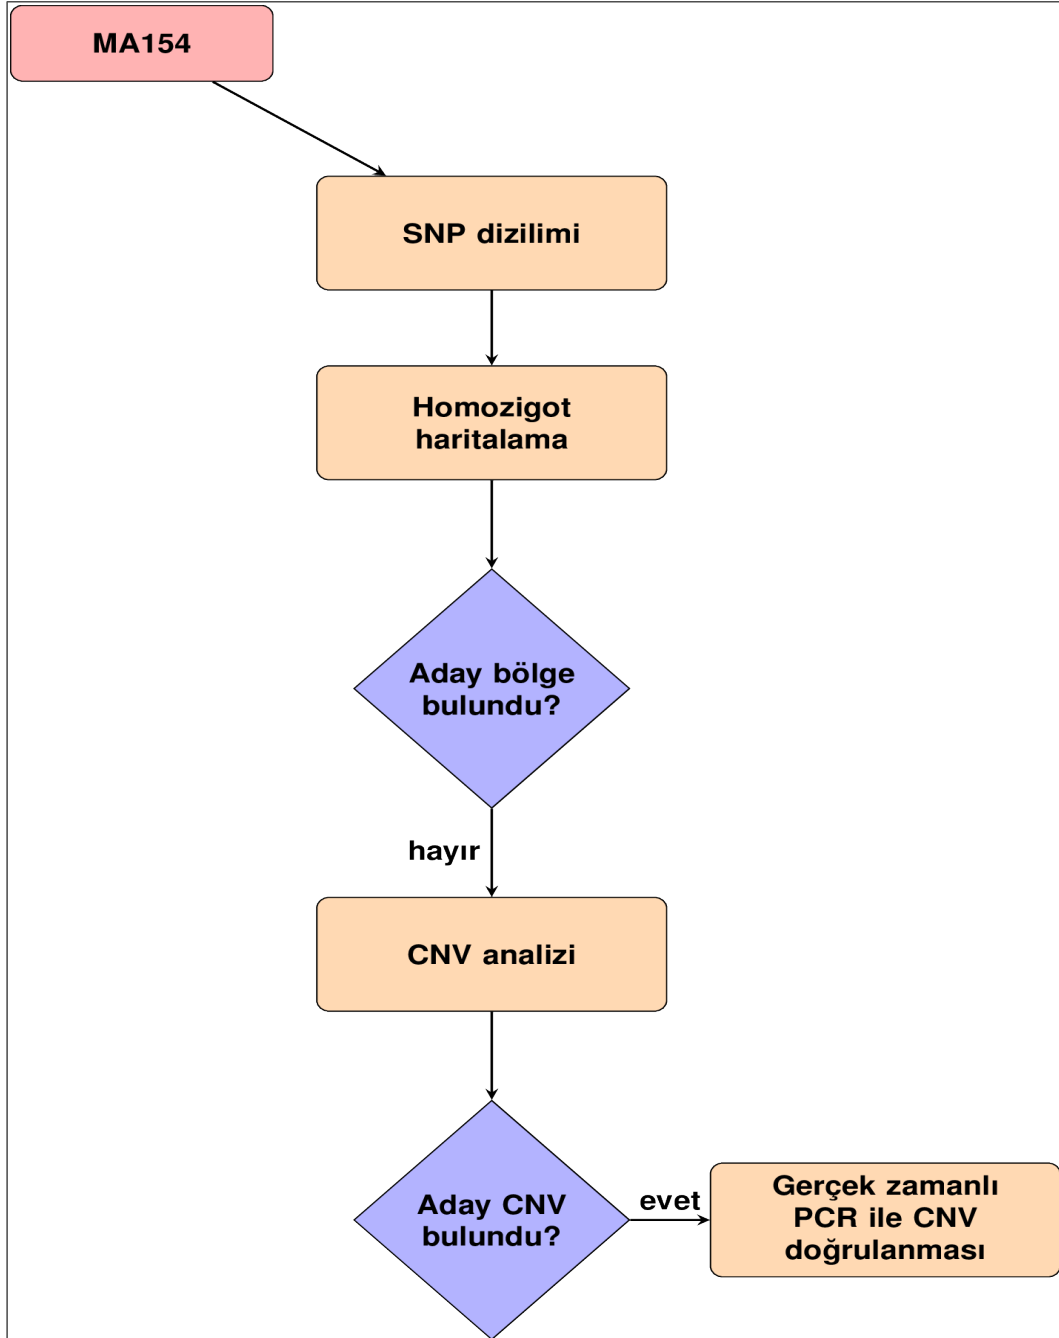 MA154
SNP dizilimi
Homozigot
haritalama
Aday bölge
bulundu?
hayır
CNV analizi
Aday CNV
bulundu?
evet
Gerçek zamanlı
PCR ile CNV
doğrulanması